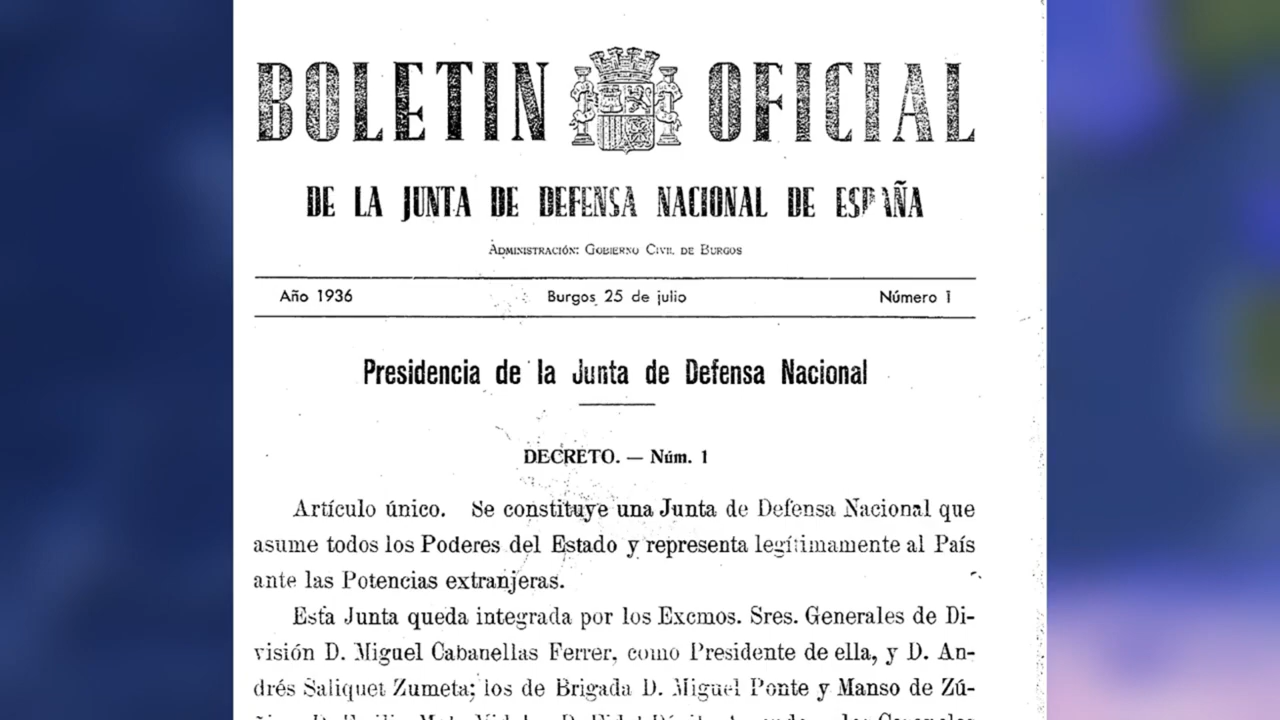 BOLETIN OFICIAL
DE LA JUNTA DE DEFENSA NACIONAL DE ESPAÑA
Administración: Gobierno Civil de Burgos
Año 1936 Burgos 25 de julio Número 1
Presidencia de la Junta de Defensa Nacional
DECRETO. — Núm. 1
Artículo único. Se constituye una Junta de Defensa Nacional que
asume todos los Poderes del Estado y representa legítimamente al País
ante las Potencias extranjeras.
Esta Junta queda integrada por los Excmos. Sres. Generales de Di-
visión D. Miguel Cabanellas Ferrer, como Presidente de ella, y D. An-
drés Saliquet Zumeta; los de Brigada D. Miguel Ponte y Manso de Zú-